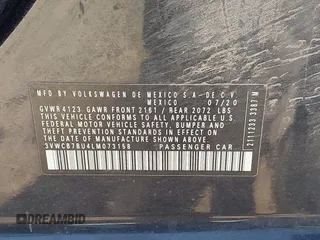 MFD BY VOLKSWAGEN DE MEXICO S.A. DE C.V.
MEXICO 07/20
GVWR 4123 GAWR FRONT 2161 / REAR 2072 LBS
THIS VEHICLE CONFORMS TO ALL APPLICABLE
FEDERAL MOTOR VEHICLE SAFETY, BUMPER,
AND THEFT PREVENTION STANDARDS IN EFFECT
ON THE DATE OF MANUFACTURE SHOWN ABOVE
3VWCB7BU4LM073158 PASSENGER CAR
2111233 3387 M
DREAMBID